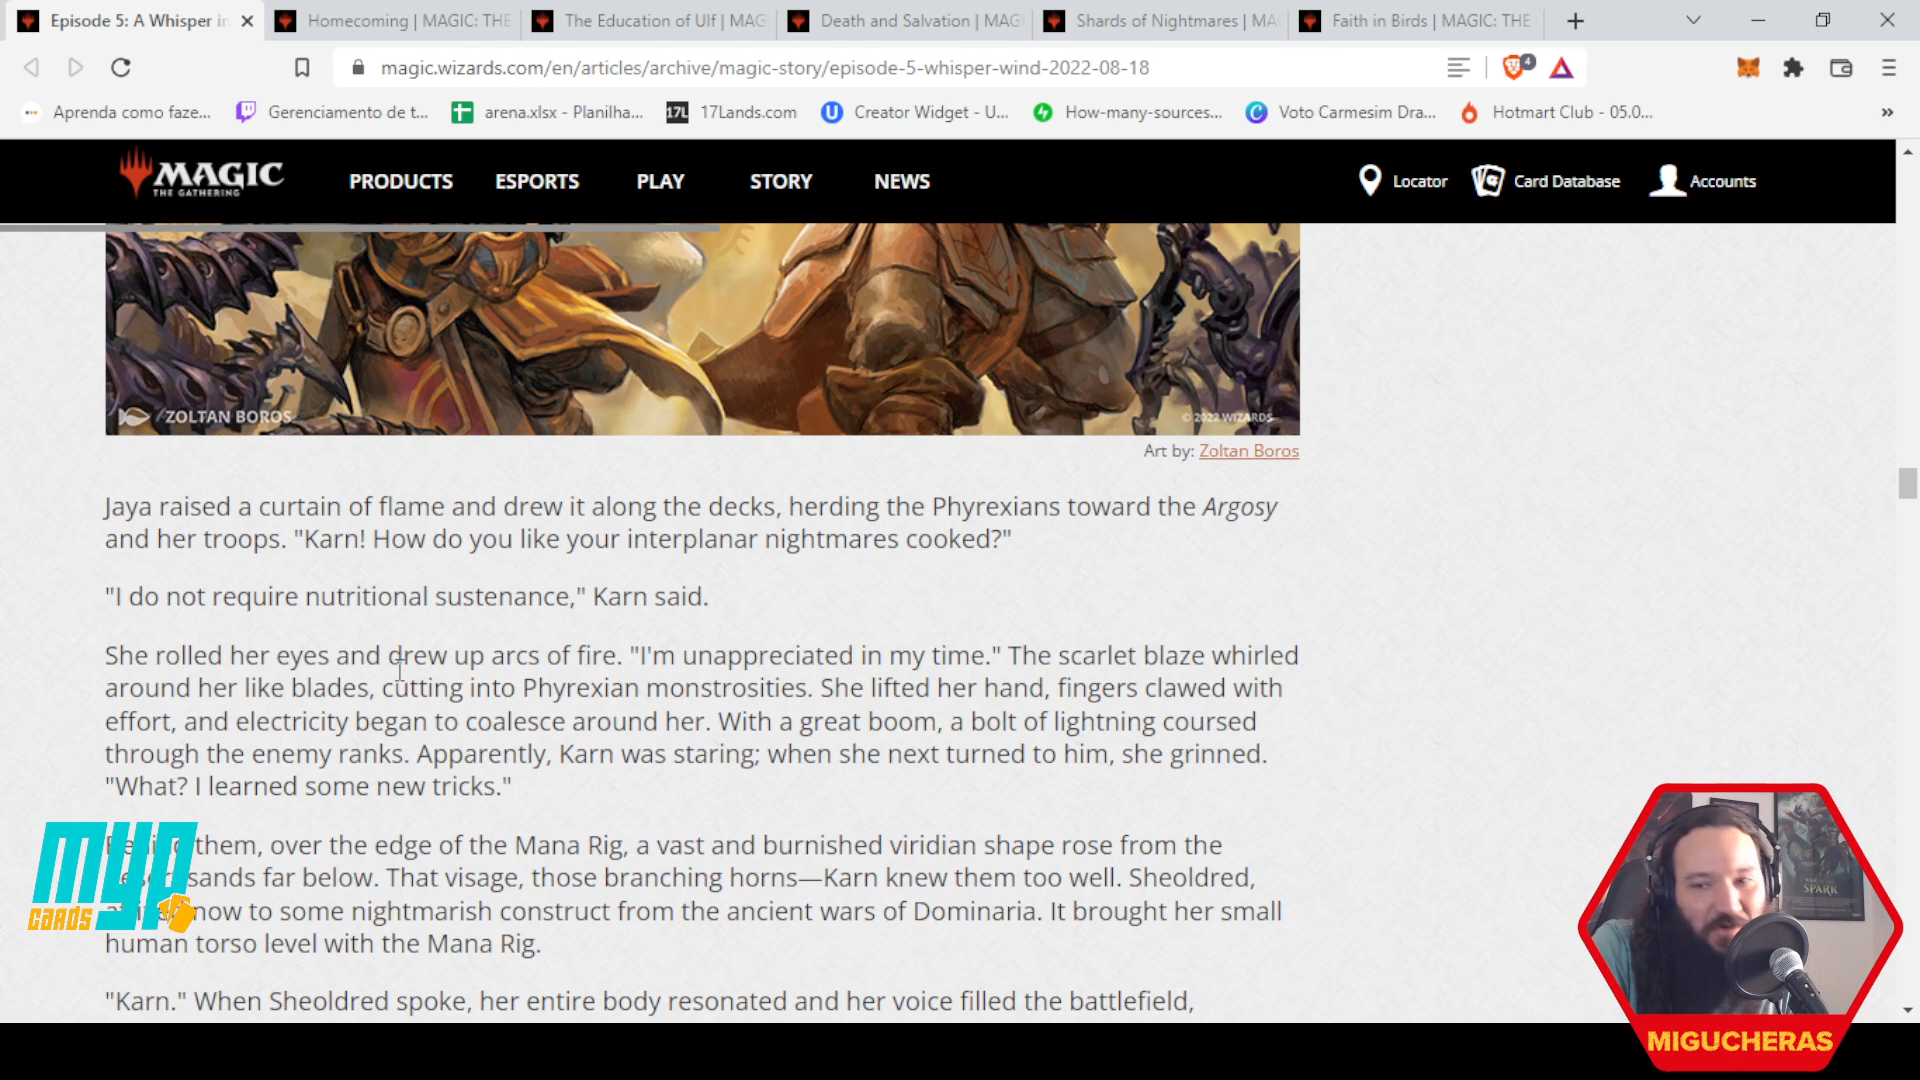 Episode 5: A Whisper in
Homecoming | MAGIC: THE
The Education of Ulf | MAG
Death and Salvation | MAG
Shards of Nightmares | MA
Faith in Birds | MAGIC: THE
magic.wizards.com/en/articles/archive/magic-story/episode-5-whisper-wind-2022-08-18
4
Aprenda como faze...
Gerenciamento de t...
arena.xlsx - Planilha...
17L 17Lands.com
Creator Widget - U...
How-many-sources...
Voto Carmesim Dra...
Hotmart Club - 05.0...
»
MAGIC
THE GATHERING
PRODUCTS ESPORTS PLAY STORY NEWS
Locator Card Database Accounts
ZOLTAN BOROS
© 2022 WIZARDS
Art by: Zoltan Boros
Jaya raised a curtain of flame and drew it along the decks, herding the Phyrexians toward the Argosy
and her troops. "Karn! How do you like your interplanar nightmares cooked?"
"I do not require nutritional sustenance," Karn said.
She rolled her eyes and drew up arcs of fire. "I'm unappreciated in my time." The scarlet blaze whirled
around her like blades, cutting into Phyrexian monstrosities. She lifted her hand, fingers clawed with
effort, and electricity began to coalesce around her. With a great boom, a bolt of lightning coursed
through the enemy ranks. Apparently, Karn was staring; when she next turned to him, she grinned.
"What? I learned some new tricks."
them, over the edge of the Mana Rig, a vast and burnished viridian shape rose from the
sands far below. That visage, those branching horns—Karn knew them too well. Sheoldred,
now to some nightmarish construct from the ancient wars of Dominaria. It brought her small
human torso level with the Mana Rig.
"Karn." When Sheoldred spoke, her entire body resonated and her voice filled the battlefield,
MYP
CARDS
SPARK
MIGUCHERAS